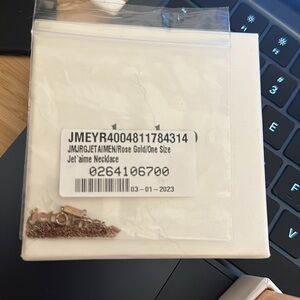 JMEYR4004811784314
JMJRGJETAIMEN/Rose Gold/One Size
Jet'aime Necklace
0264106700
03-01-2023